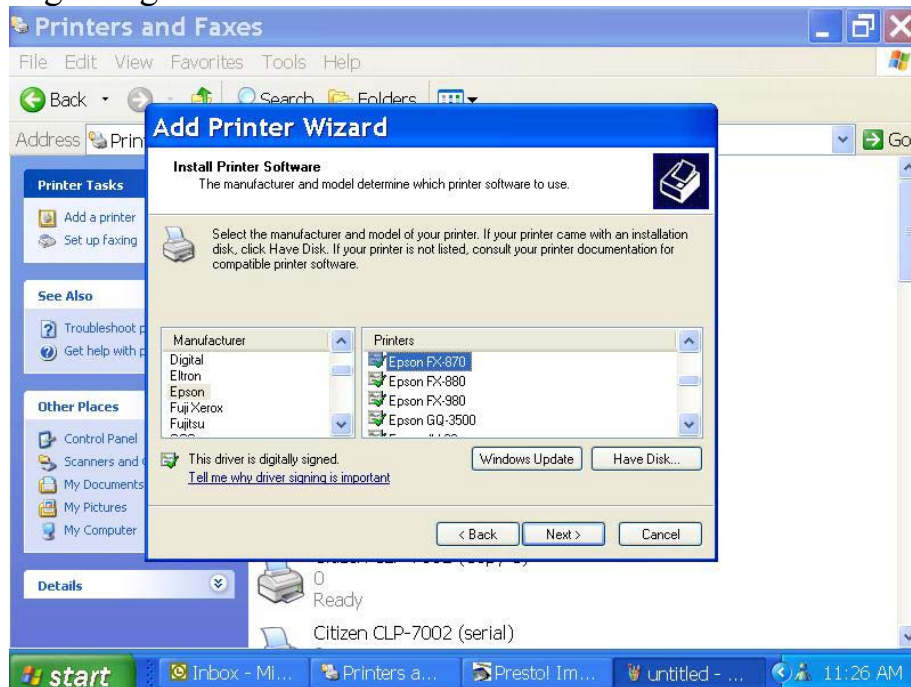 Printers and Faxes
File Edit View Favorites Tools Help
Back Search Folders
Address Prin Go
Add Printer Wizard
Install Printer Software
The manufacturer and model determine which printer software to use.
Select the manufacturer and model of your printer. If your printer came with an installation
disk, click Have Disk. If your printer is not listed, consult your printer documentation for
compatible printer software.
Manufacturer
Digital
Eltron
Epson
Fuji Xerox
Fujitsu
Printers
Epson FX-870
Epson FX-880
Epson FX-980
Epson GQ-3500
This driver is digitally signed.
Tell me why driver signing is important
Windows Update Have Disk...
< Back Next > Cancel
Printer Tasks
Add a printer
Set up faxing
See Also
Troubleshoot p
Get help with p
Other Places
Control Panel
Scanners and
My Documents
My Pictures
My Computer
Details
0
Ready
Citizen CLP-7002 (serial)
start Inbox - Mi... Printers a... Presto! Im... untitled - ... 11:26 AM